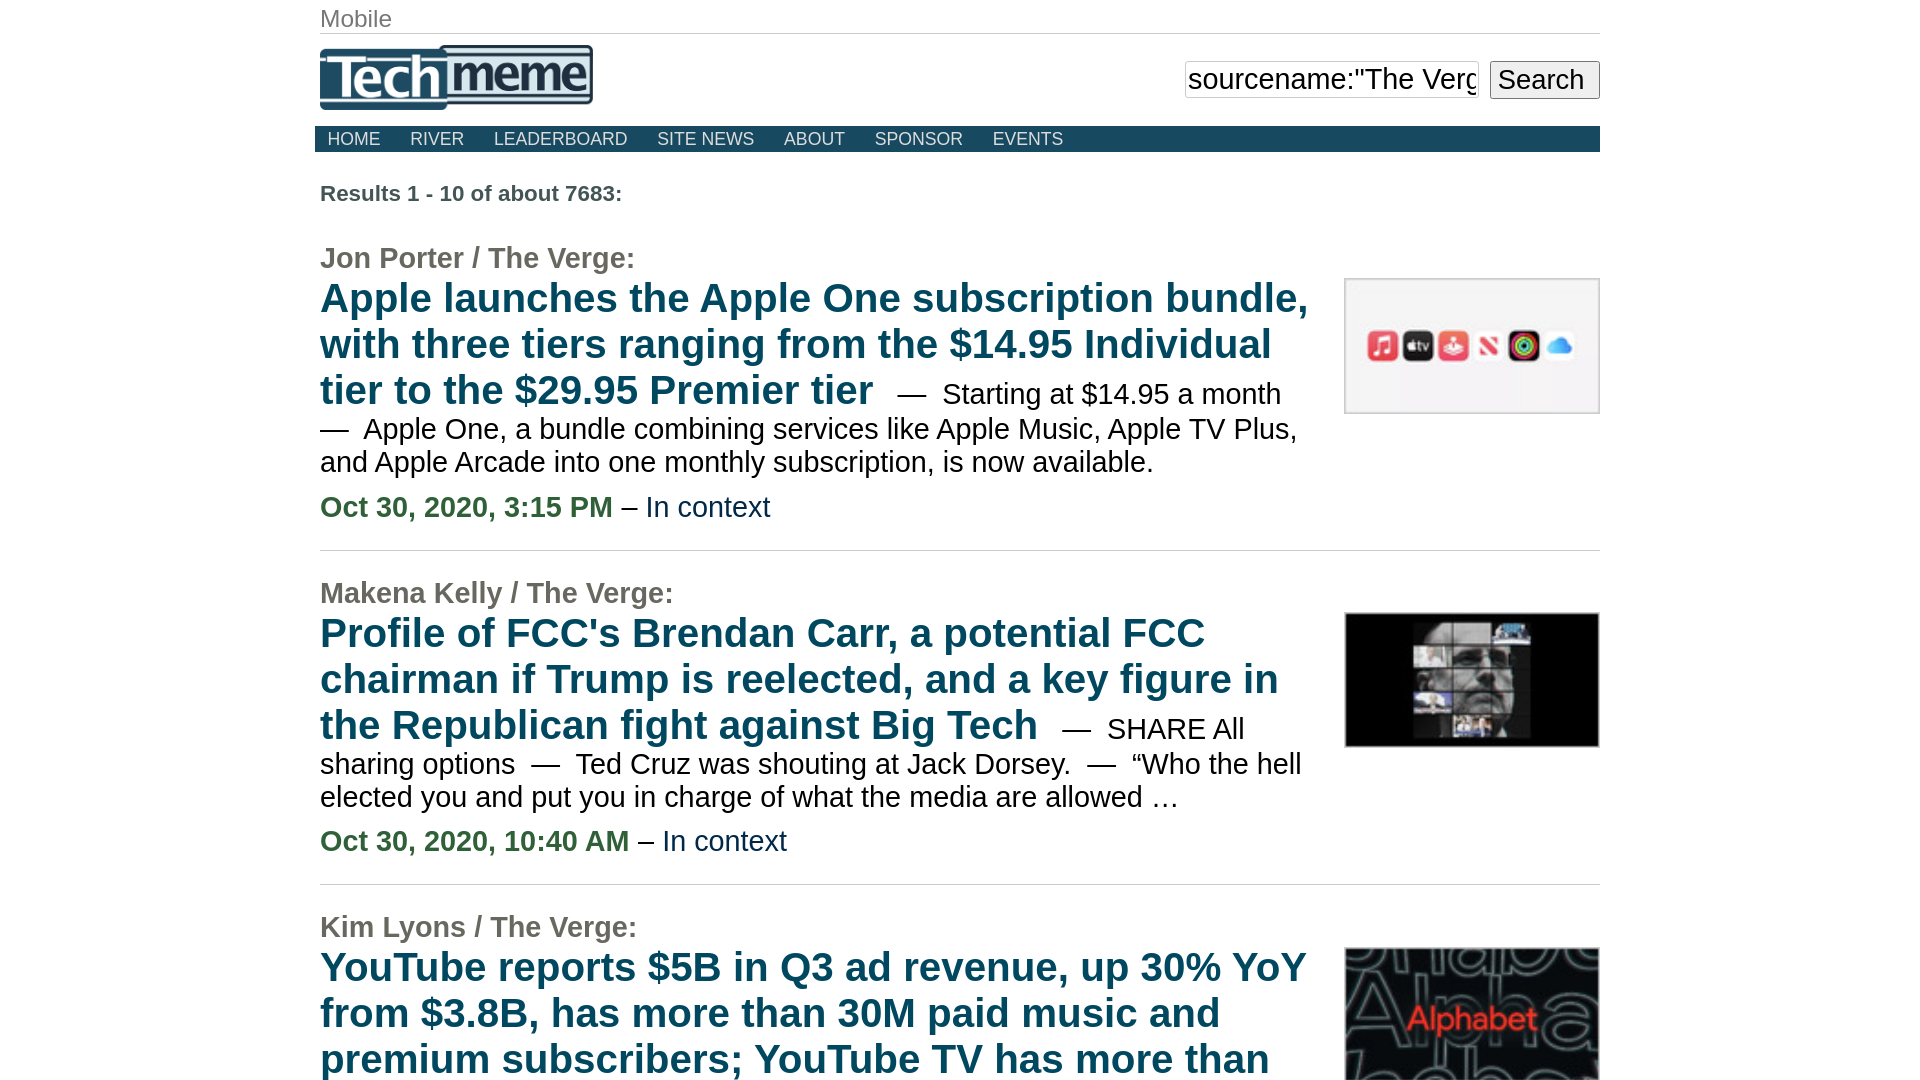 Mobile
Techmeme
sourcename:"The Verg
Search
HOME RIVER LEADERBOARD SITE NEWS ABOUT SPONSOR EVENTS
Results 1 - 10 of about 7683:
Jon Porter / The Verge:
Apple launches the Apple One subscription bundle,
with three tiers ranging from the $14.95 Individual
tier to the $29.95 Premier tier — Starting at $14.95 a month
— Apple One, a bundle combining services like Apple Music, Apple TV Plus,
and Apple Arcade into one monthly subscription, is now available.
tv
Oct 30, 2020, 3:15 PM – In context
Makena Kelly / The Verge:
Profile of FCC's Brendan Carr, a potential FCC
chairman if Trump is reelected, and a key figure in
the Republican fight against Big Tech — SHARE All
sharing options — Ted Cruz was shouting at Jack Dorsey. — “Who the hell
elected you and put you in charge of what the media are allowed …
Oct 30, 2020, 10:40 AM – In context
Kim Lyons / The Verge:
YouTube reports $5B in Q3 ad revenue, up 30% YoY
from $3.8B, has more than 30M paid music and
premium subscribers; YouTube TV has more than
Alphabet